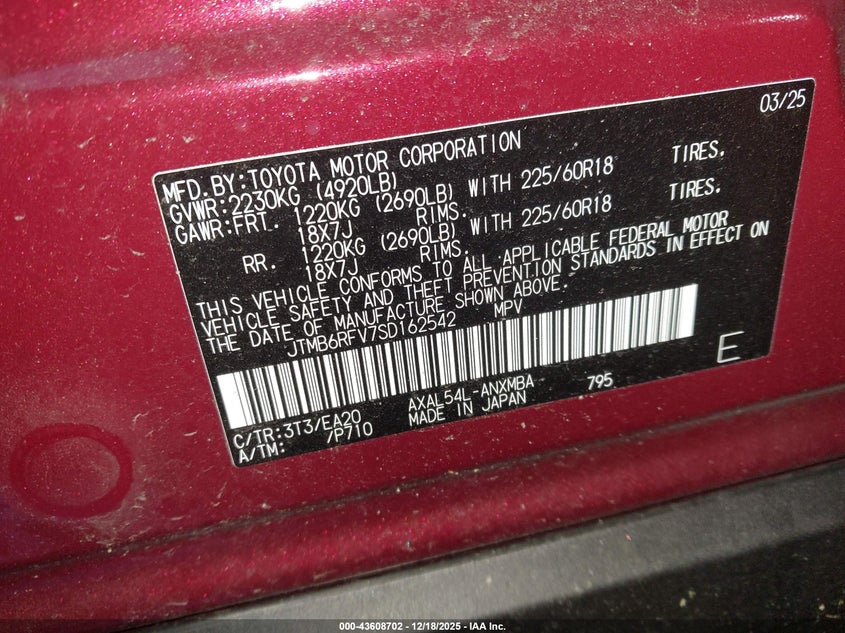 03/25
MFD.BY:TOYOTA MOTOR CORPORATION
GVWR:2230KG (4920LB)
GAWR:FRT. 1220KG (2690LB) WITH 225/60R18 TIRES.
18X7J RIMS.
RR. 1220KG (2690LB) WITH 225/60R18 TIRES.
18X7J RIMS.
THIS VEHICLE CONFORMS TO ALL APPLICABLE FEDERAL MOTOR
VEHICLE SAFETY AND THEFT PREVENTION STANDARDS IN EFFECT ON
THE DATE OF MANUFACTURE SHOWN ABOVE.
JTMB6RFV7SD162542 MPV
E
C/TR:3T3/EA20 AXAL54L-ANXMBA 795
A/TM: /P710 MADE IN JAPAN
000-43608702 - 12/18/2025 - IAA Inc.